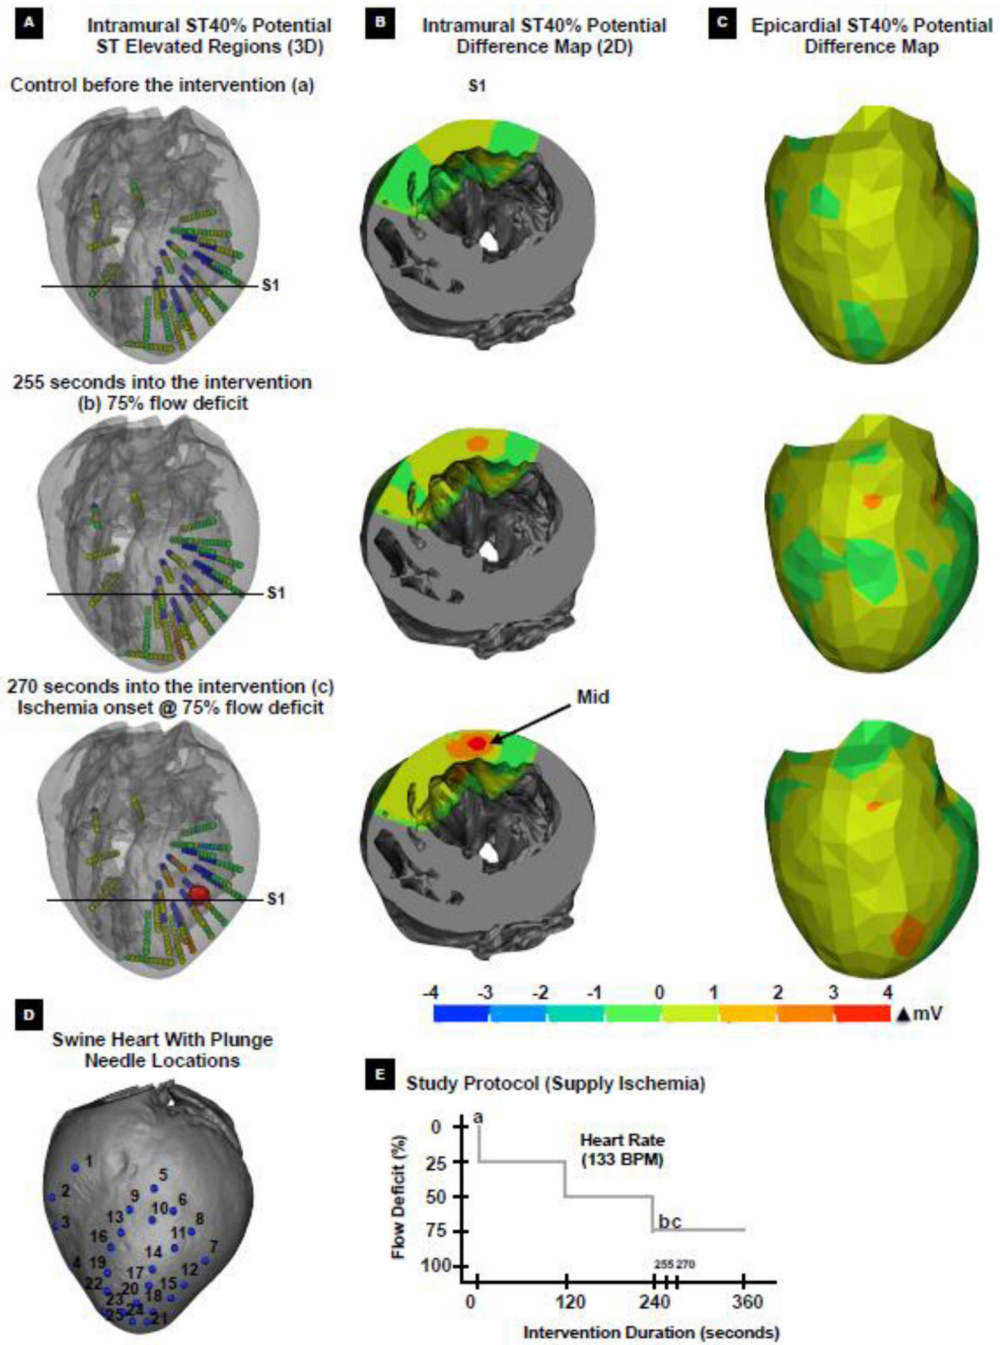 A
Intramural ST40% Potential
ST Elevated Regions (3D)
B
Intramural ST40% Potential
Difference Map (2D)
C
Epicardial ST40% Potential
Difference Map
Control before the intervention (a)
S1
S1
255 seconds into the intervention
(b) 75% flow deficit
S1
270 seconds into the intervention (c)
Ischemia onset @ 75% flow deficit
Mid
S1
-4 -3 -2 -1 0 1 2 3 4
▲mV
D
Swine Heart With Plunge
Needle Locations
1
2
3
4
5
6
7
8
9
10
11
12
13
14
15
16
17
18
19
20
21
22
23
24
25
E
Study Protocol (Supply Ischemia)
a
Heart Rate
(133 BPM)
Flow Deficit (%)
0
25
50
75
100
bc
255 270
0 120 240 360
Intervention Duration (seconds)